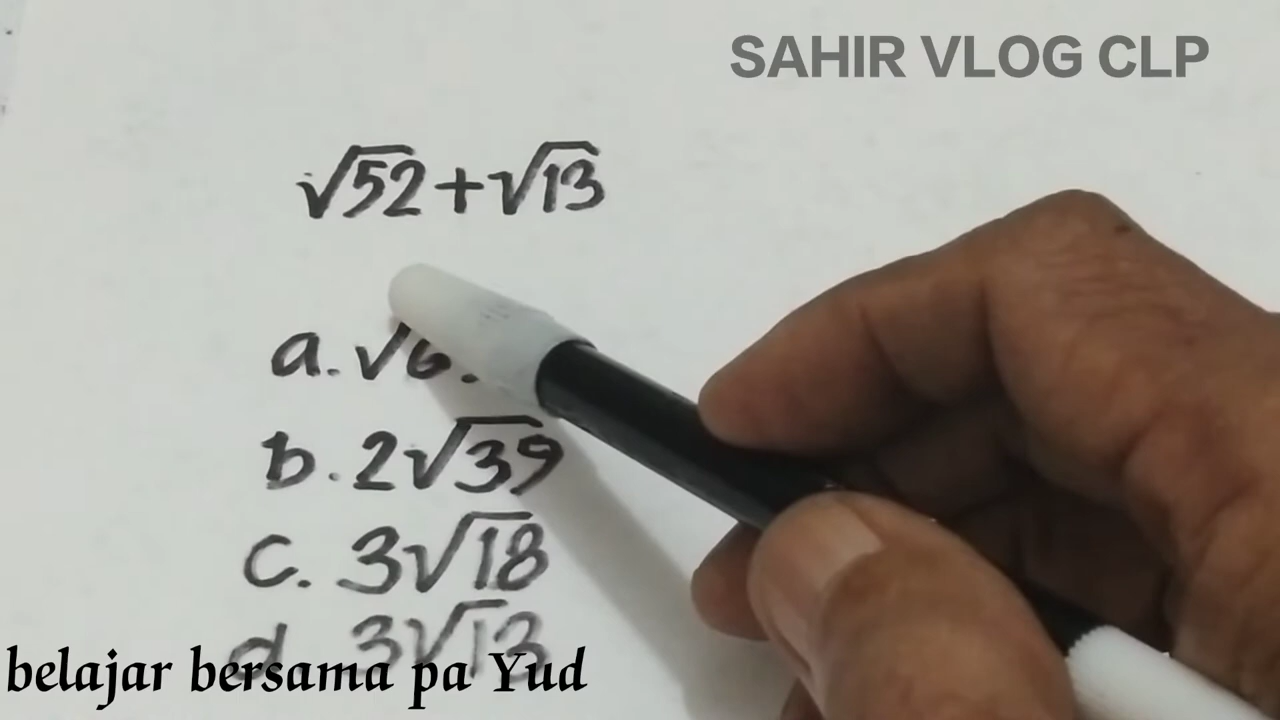 SAHIR VLOG CLP
√52+√13
a. √6
b. 2√39
c. 3√18
d. 3√13
belajar bersama pa Yud